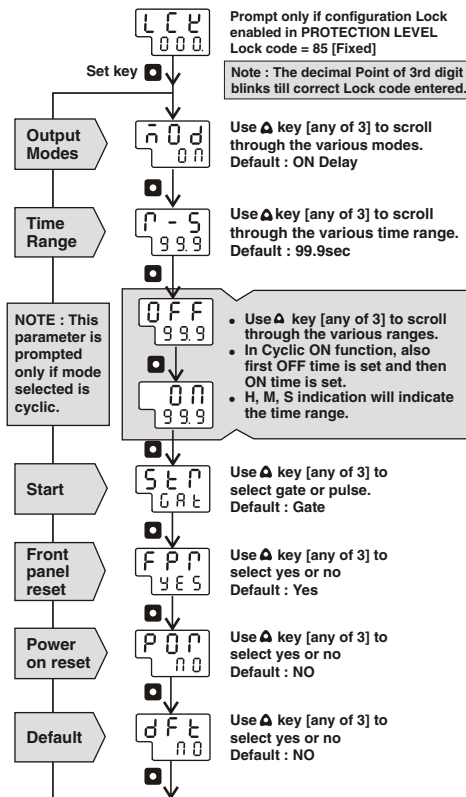 LCK
000.
Prompt only if configuration Lock
enabled in PROTECTION LEVEL
Lock code = 85 [Fixed]
Set key
Note : The decimal Point of 3rd digit
blinks till correct Lock code entered.
Output
Modes
n̄0d
0n
Use key [any of 3] to scroll
through the various modes.
Default : ON Delay
Time
Range
r-S
99.9
Use key [any of 3] to scroll
through the various time range.
Default : 99.9sec
NOTE : This
parameter is
prompted
only if mode
selected is
cyclic.
OFF
99.9
ON
99.9
• Use key [any of 3] to scroll
through the various ranges.
• In Cyclic ON function, also
first OFF time is set and then
ON time is set.
• H, M, S indication will indicate
the time range.
Start
GAt
Use key [any of 3] to
select gate or pulse.
Default : Gate
Front
panel
reset
YES
Use key [any of 3] to
select yes or no
Default : Yes
Power
on reset
NO
Use key [any of 3] to
select yes or no
Default : NO
Default
dFt
NO
Use key [any of 3] to
select yes or no
Default : NO